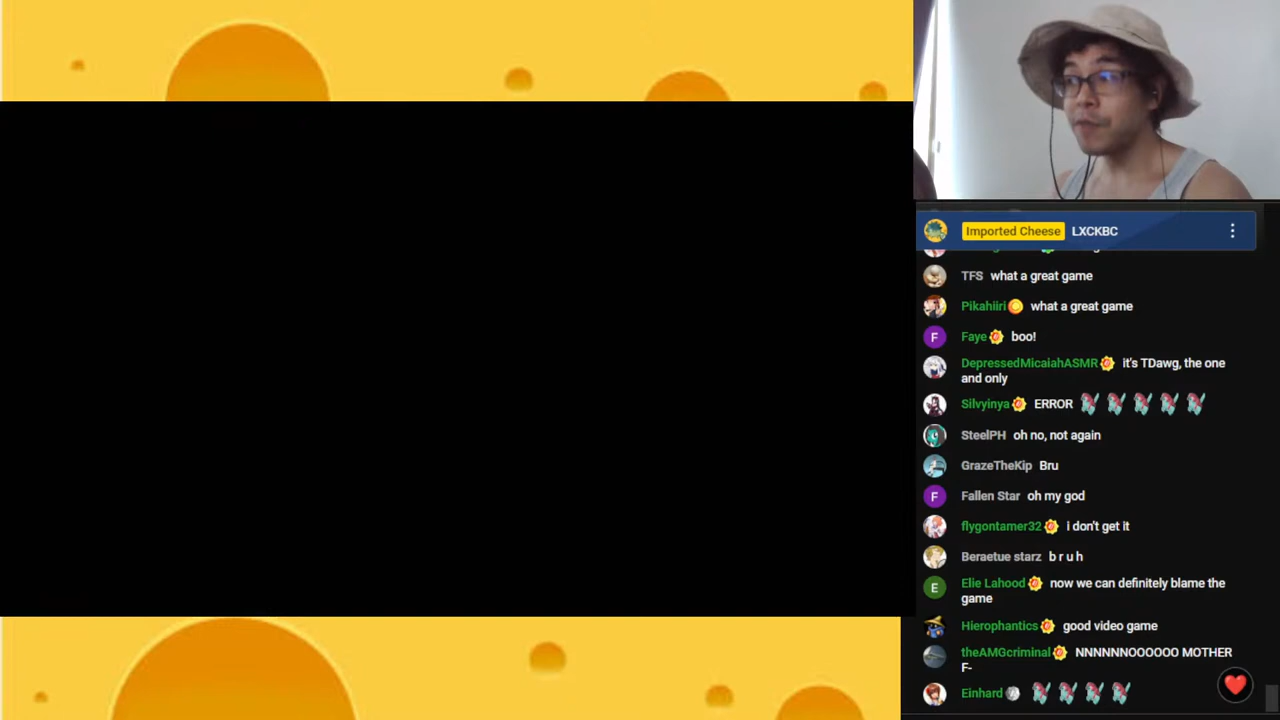 Imported Cheese LXCKBC
TFS what a great game
Pikahiiri what a great game
Faye boo!
F
DepressedMicaiahASMR it's TDawg, the one
and only
Silvyinya ERROR
SteelPH oh no, not again
GrazeTheKip Bru
Fallen Star oh my god
F
flygontamer32 i don't get it
Beraetue starz b r u h
Elie Lahood now we can definitely blame the
E
game
Hierophantics good video game
theAMGcriminal NNNNNNOOOOOO MOTHER
F-
Einhard